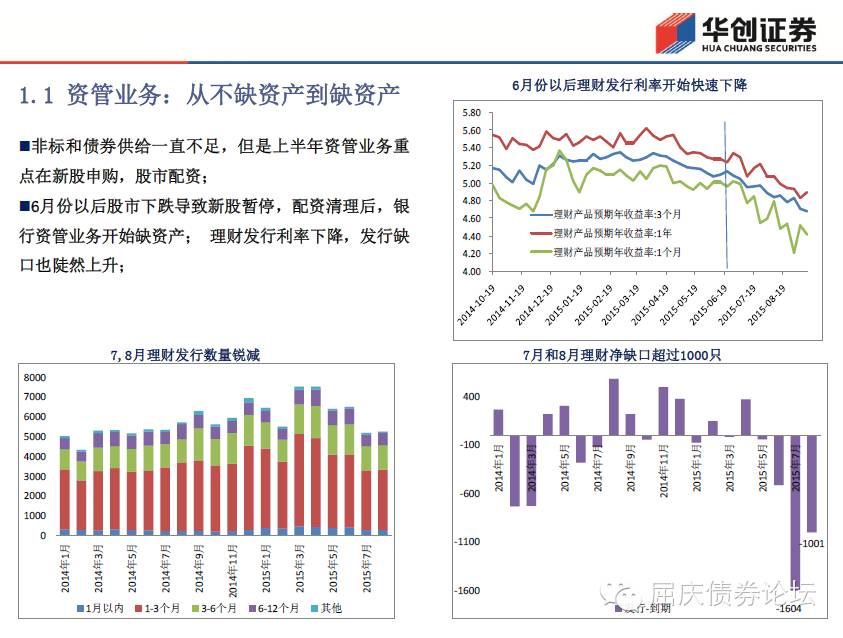 华创证券
HUA CHUANG SECURITIES
1.1 资管业务：从不缺资产到缺资产
■非标和债券供给一直不足，但是上半年资管业务重
点在新股申购，股市配资；
■6月份以后股市下跌导致新股暂停，配资清理后，银
行资管业务开始缺资产； 理财发行利率下降，发行缺
口也陡然上升；
6月份以后理财发行利率开始快速下降
5.80
5.60
5.40
5.20
5.00
4.80
4.60
4.40
4.20
4.00
理财产品预期年收益率:3个月
理财产品预期年收益率:1年
理财产品预期年收益率:1个月
2014-10-19
2014-11-19
2014-12-19
2015-01-19
2015-02-19
2015-03-19
2015-04-19
2015-05-19
2015-06-19
2015-07-19
2015-08-19
7,8月理财发行数量锐减
8000
7000
6000
5000
4000
3000
2000
1000
0
2014年1月
2014年3月
2014年5月
2014年7月
2014年9月
2014年11月
2015年1月
2015年3月
2015年5月
2015年7月
1月以内
1-3个月
3-6个月
6-12个月
其他
7月和8月理财净缺口超过1000只
400
-100
-600
-1100
-1600
2014年1月
2014年3月
2014年5月
2014年7月
2014年9月
2014年11月
2015年1月
2015年3月
2015年5月
2015年7月
-1001
-1604
发行-到期
屈庆债券论坛